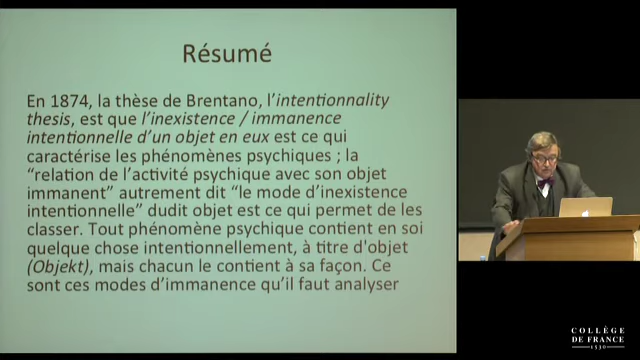 Résumé
En 1874, la thèse de Brentano, l'intentionnality
thesis, est que l'inexistence / immanence
intentionnelle d'un objet en eux est ce qui
caractérise les phénomènes psychiques ; la
“relation de l'activité psychique avec son objet
immanent” autrement dit “le mode d'inexistence
intentionnelle” dudit objet est ce qui permet de les
classer. Tout phénomène psychique contient en soi
quelque chose intentionnellement, à titre d'objet
(Objekt), mais chacun le contient à sa façon. Ce
sont ces modes d'immanence qu'il faut analyser
COLLÈGE
DE FRANCE
1530